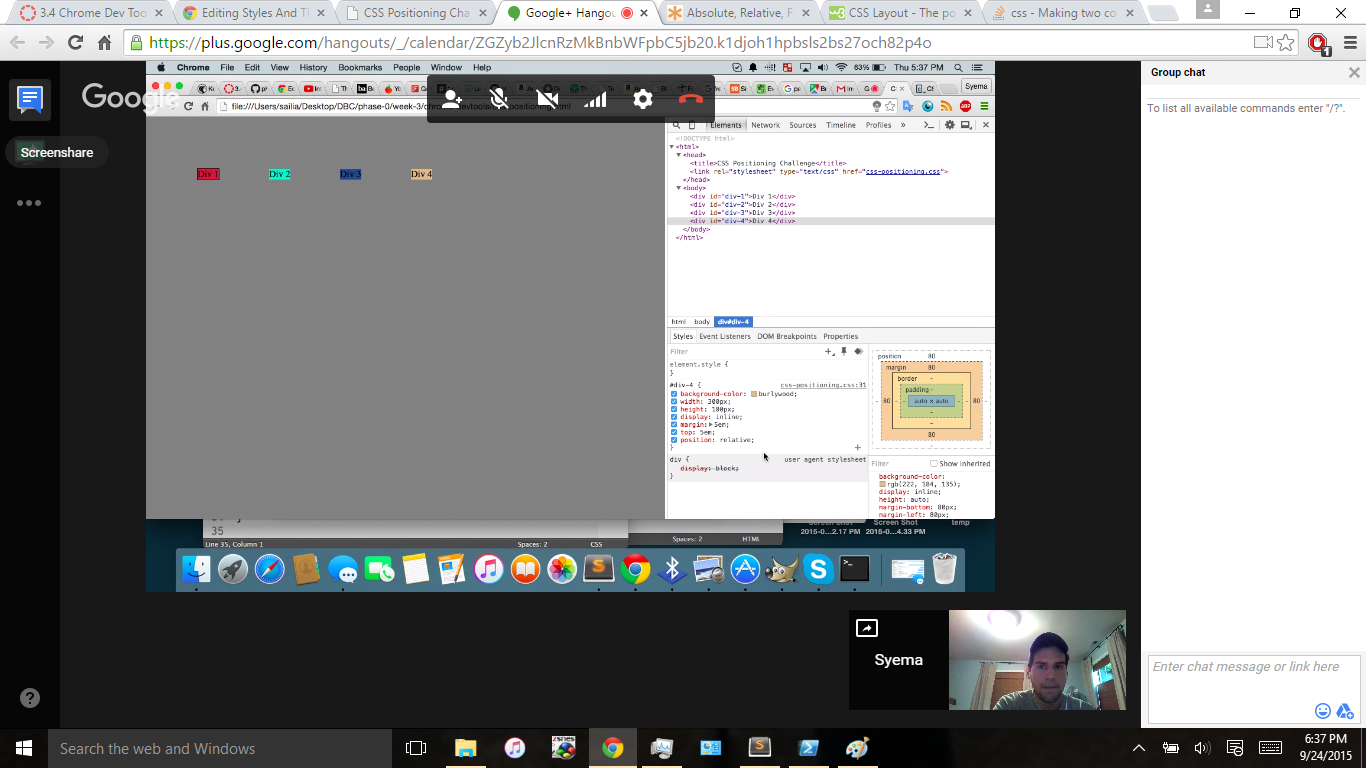 3.4 Chrome Dev Too
Editing Styles And T
CSS Positioning Cha
Google+ Hangou
Absolute, Relative, F
CSS Layout - The po
css - Making two co
https://plus.google.com/hangouts/_/calendar/ZGZyb2JlcnRzMkBnbWFpbC5jb20.k1djoh1hpbsls2bs27och82p4o
Chrome File Edit View History Bookmarks People Window Help
63% Thu 5:37 PM
Group chat
To list all available commands enter "/?".
Google
Syema
file:///Users/sailia/Desktop/DBC/phase-0/week-3/
Screenshare
Elements Network Sources Timeline Profiles »
<!DOCTYPE html>
<html>
<head>
<title>CSS Positioning Challenge</title>
<link rel="stylesheet" type="text/css" href="css-positioning.css">
</head>
<body>
<div id="div-1">Div 1</div>
<div id="div-2">Div 2</div>
<div id="div-3">Div 3</div>
<div id="div-4">Div 4</div>
</body>
</html>
Div 1 Div 2 Div 3 Div 4
html body div#div-4
Styles Event Listeners DOM Breakpoints Properties
Filter
element.style {
}
#div-4 { css-positioning.css:31
background-color: burlywood;
width: 300px;
height: 100px;
display: inline;
margin: 5em;
top: 5em;
position: relative;
}
div { user agent stylesheet
display: block;
}
position 80
margin 80
border -
padding -
80 - - auto × auto - - 80
-
-
80
Filter Show inherited
background-color:
rgb(222, 184, 135);
display: inline;
height: auto;
margin-bottom: 80px;
margin-left: 80px;
35
Line 35, Column 1 Spaces: 2 CSS
Spaces: 2 HTML
Screen Shot
2015-0...2.17 PM
Screen Shot
2015-0....4.33 PM
temp
Syema
Enter chat message or link here
Search the web and Windows
6:37 PM
9/24/2015